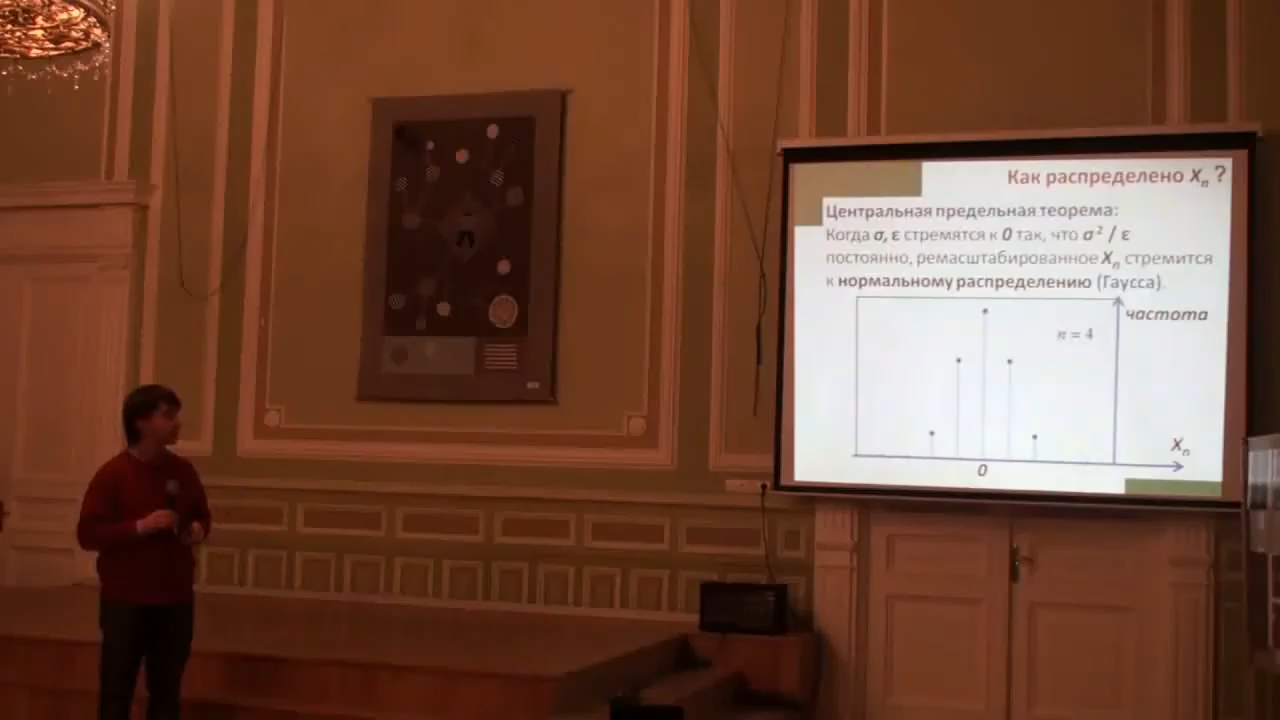 Как распределено Xₙ ?
Центральная предельная теорема:
Когда σ, ε стремятся к 0 так, что σ² / ε
постоянно, ремасштабированное Xₙ стремится
к нормальному распределению (Гаусса).
частота
n = 4
Xₙ
0